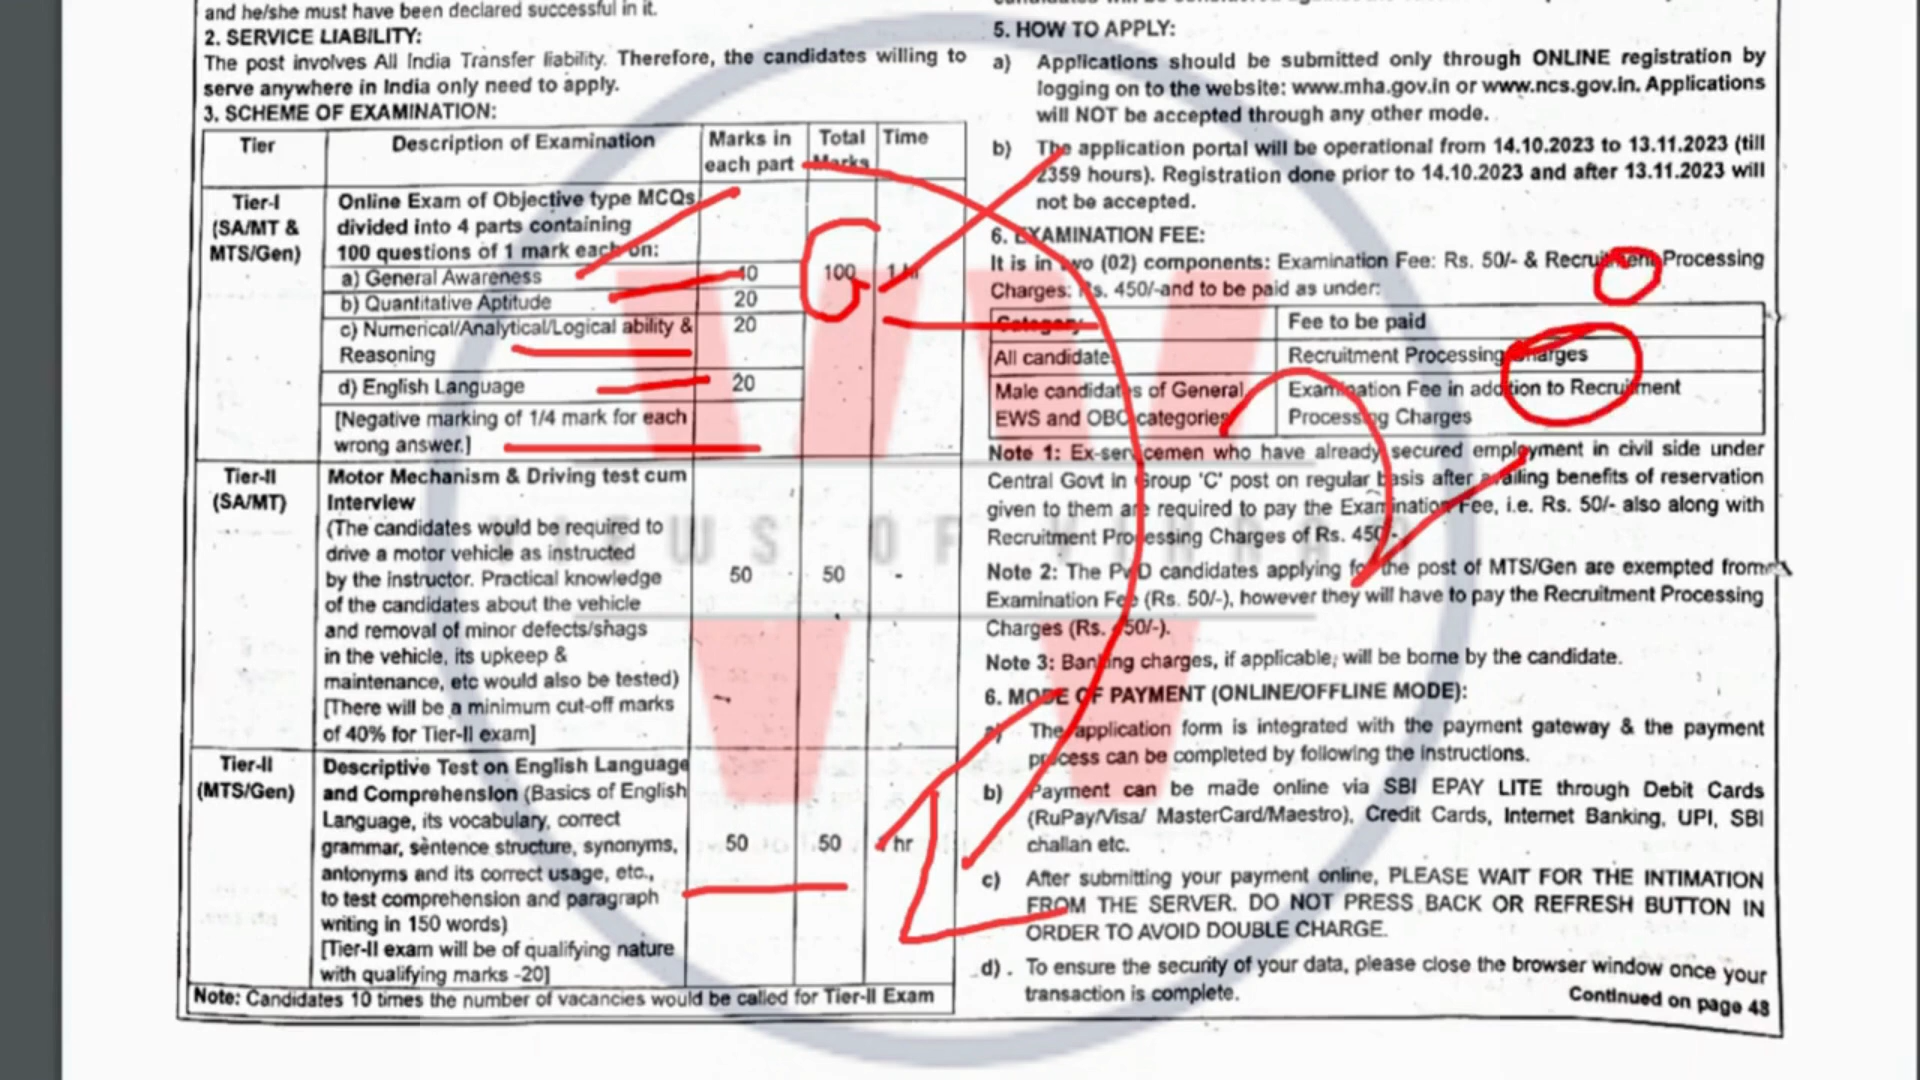 and he/she must have been declared successful in it.
2. SERVICE LIABILITY:
The post involves All India Transfer liability. Therefore, the candidates willing to
serve anywhere in India only need to apply.
3. SCHEME OF EXAMINATION:
Tier
Description of Examination
Marks in
each part
Total
Marks
Time
Tier-I
(SA/MT &
MTS/Gen)
Online Exam of Objective type MCQs
divided into 4 parts containing
100 questions of 1 mark each on:
a) General Awareness
40
100
1 hr
b) Quantitative Aptitude
20
c) Numerical/Analytical/Logical ability &
Reasoning
20
d) English Language
20
[Negative marking of 1/4 mark for each
wrong answer.]
Tier-II
(SA/MT)
Motor Mechanism & Driving test cum
Interview
(The candidates would be required to
drive a motor vehicle as instructed
by the instructor. Practical knowledge
of the candidates about the vehicle
and removal of minor defects/snags
in the vehicle, its upkeep &
maintenance, etc would also be tested)
[There will be a minimum cut-off marks
of 40% for Tier-II exam]
50
50
-
Tier-II
(MTS/Gen)
Descriptive Test on English Language
and Comprehension (Basics of English
Language, its vocabulary, correct
grammar, sentence structure, synonyms,
antonyms and its correct usage, etc.,
to test comprehension and paragraph
writing in 150 words)
[Tier-II exam will be of qualifying nature
with qualifying marks -20]
50
50
hr
Note: Candidates 10 times the number of vacancies would be called for Tier-II Exam
5. HOW TO APPLY:
a) Applications should be submitted only through ONLINE registration by
logging on to the website: www.mha.gov.in or www.ncs.gov.in. Applications
will NOT be accepted through any other mode.
b) The application portal will be operational from 14.10.2023 to 13.11.2023 (till
2359 hours). Registration done prior to 14.10.2023 and after 13.11.2023 will
not be accepted.
6. EXAMINATION FEE:
It is in two (02) components: Examination Fee: Rs. 50/- & Recruitment Processing
Charges: Rs. 450/-and to be paid as under:
Category
Fee to be paid
All candidate
Recruitment Processing Charges
Male candidates of General,
EWS and OBC categories
Examination Fee in addition to Recruitment
Processing Charges
Note 1: Ex-servicemen who have already secured employment in civil side under
Central Govt in Group 'C' post on regular basis after availing benefits of reservation
given to them are required to pay the Examination Fee, i.e. Rs. 50/- also along with
Recruitment Processing Charges of Rs. 450/-.
Note 2: The PwD candidates applying for the post of MTS/Gen are exempted from
Examination Fee (Rs. 50/-), however they will have to pay the Recruitment Processing
Charges (Rs. 450/-).
Note 3: Banking charges, if applicable, will be borne by the candidate.
6. MODE OF PAYMENT (ONLINE/OFFLINE MODE):
a) The application form is integrated with the payment gateway & the payment
process can be completed by following the instructions.
b) Payment can be made online via SBI EPAY LITE through Debit Cards
(RuPay/Visa/ MasterCard/Maestro), Credit Cards, Internet Banking, UPI, SBI
challan etc.
c) After submitting your payment online, PLEASE WAIT FOR THE INTIMATION
FROM THE SERVER. DO NOT PRESS BACK OR REFRESH BUTTON IN
ORDER TO AVOID DOUBLE CHARGE.
d). To ensure the security of your data, please close the browser window once your
transaction is complete.
Continued on page 48